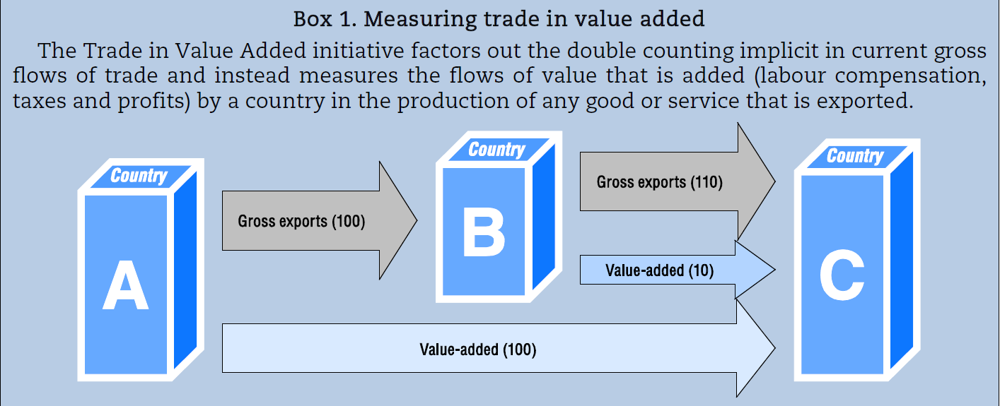 Box 1. Measuring trade in value added
The Trade in Value Added initiative factors out the double counting implicit in current gross
flows of trade and instead measures the flows of value that is added (labour compensation,
taxes and profits) by a country in the production of any good or service that is exported.
Country
A
Gross exports (100)
Country
B
Gross exports (110)
Value-added (10)
Country
C
Value-added (100)